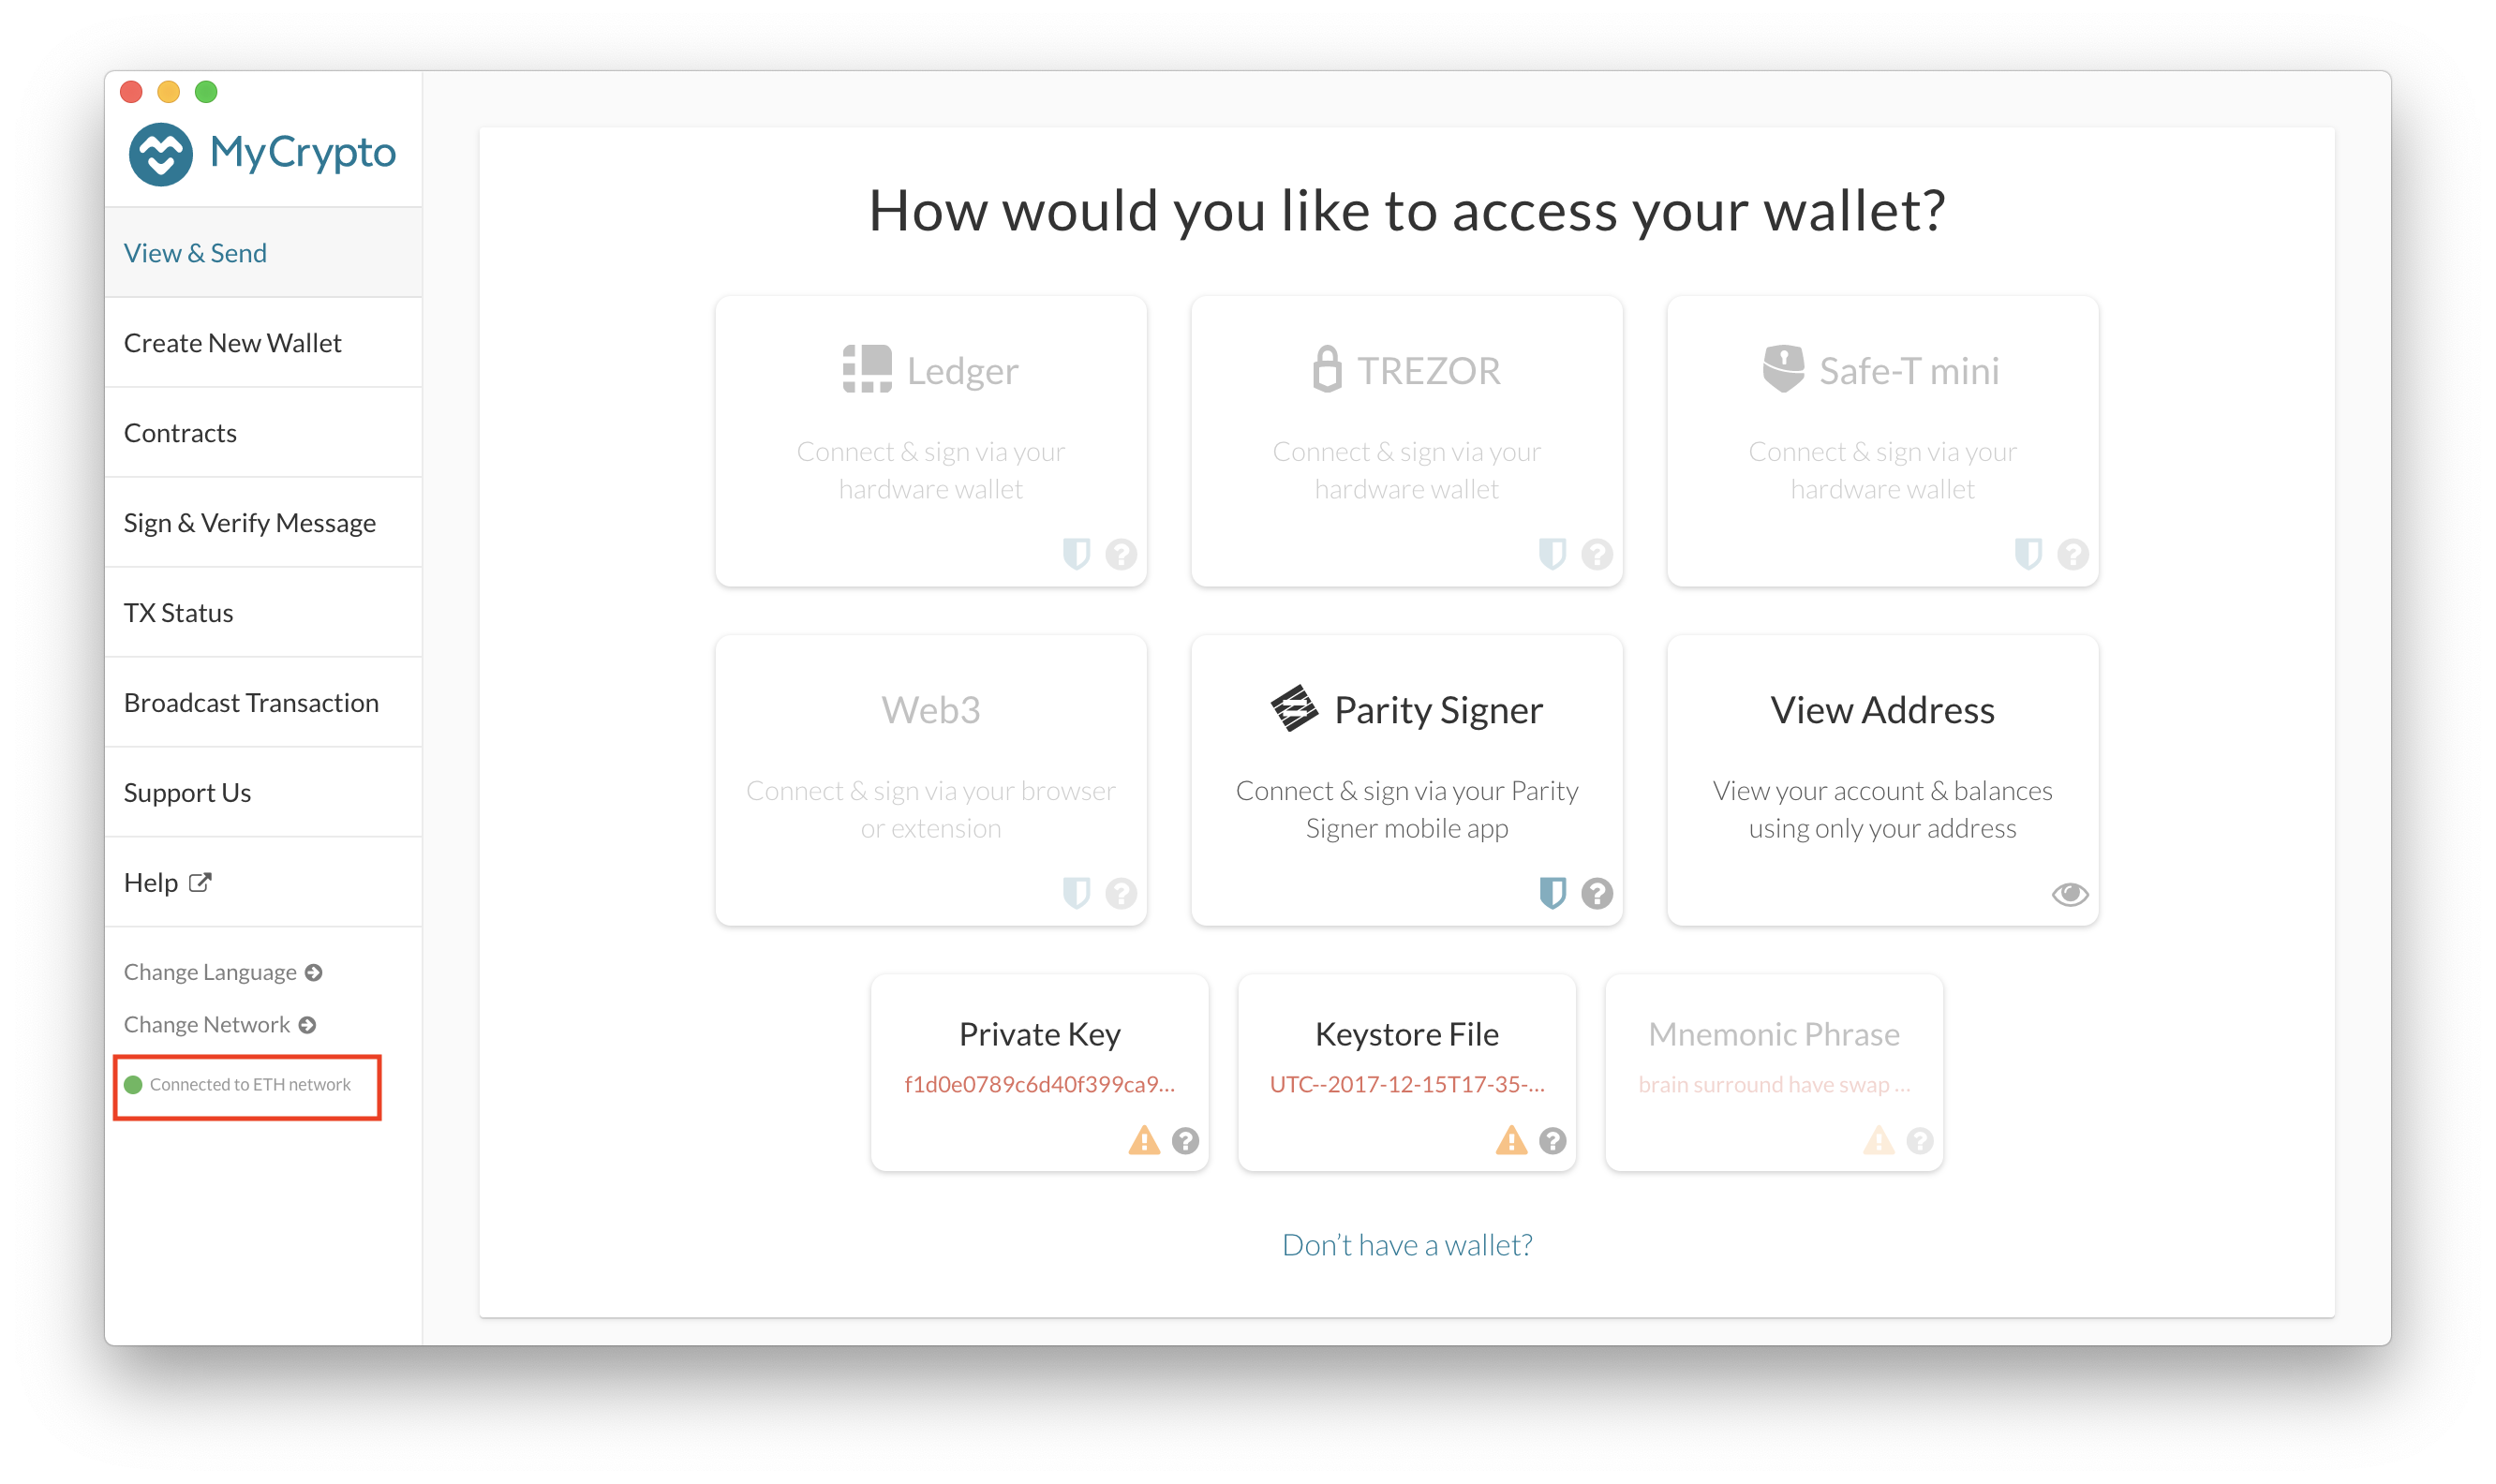 MyCrypto
View & Send
Create New Wallet
Contracts
Sign & Verify Message
TX Status
Broadcast Transaction
Support Us
Help
Change Language
Change Network
Connected to ETH network
How would you like to access your wallet?
Ledger
Connect & sign via your
hardware wallet
TREZOR
Connect & sign via your
hardware wallet
Safe-T mini
Connect & sign via your
hardware wallet
Web3
Connect & sign via your browser
or extension
Parity Signer
Connect & sign via your Parity
Signer mobile app
View Address
View your account & balances
using only your address
Private Key
f1d0e0789c6d40f399ca9...
Keystore File
UTC--2017-12-15T17-35-...
Mnemonic Phrase
brain surround have swap ...
Don't have a wallet?